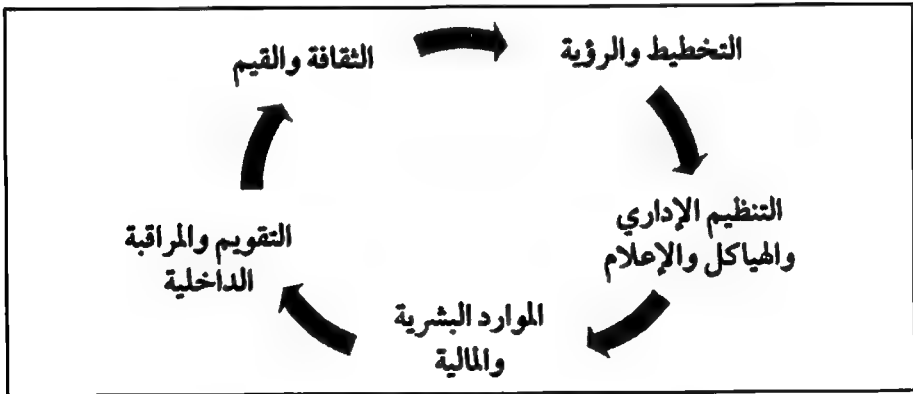 التخطيط والرؤية
الثقافة والقيم
التنظيم الإداري
والهياكل والإعلام
التقويم والمراقبة
الداخلية
الموارد البشرية
والمالية